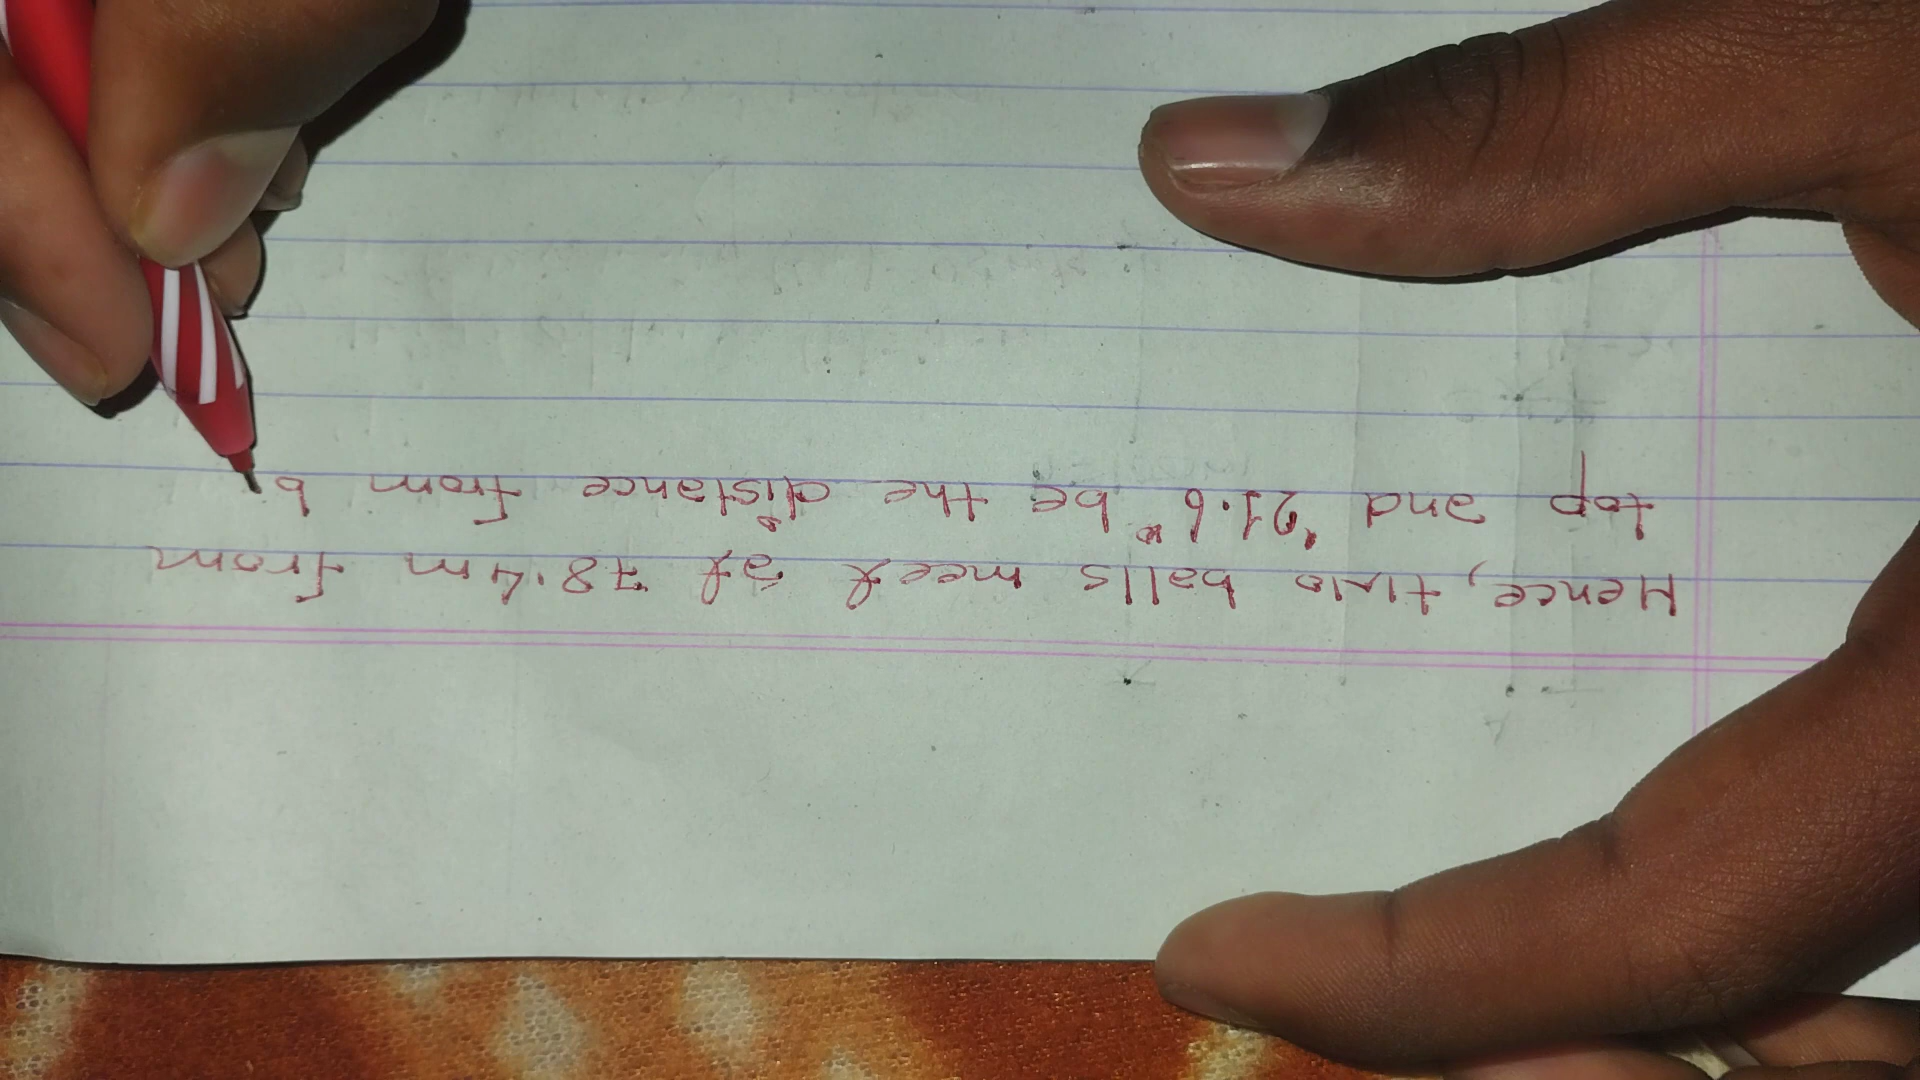 Hence, two balls meet at 78.4m from
top and "21.6" be the distance from b